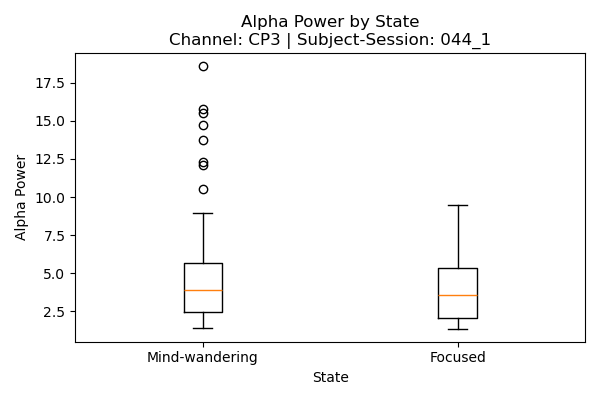 Alpha Power by State
Channel: CP3 | Subject-Session: 044_1
17.5
15.0
12.5
10.0
7.5
5.0
2.5
Alpha Power
Mind-wandering
Focused
State